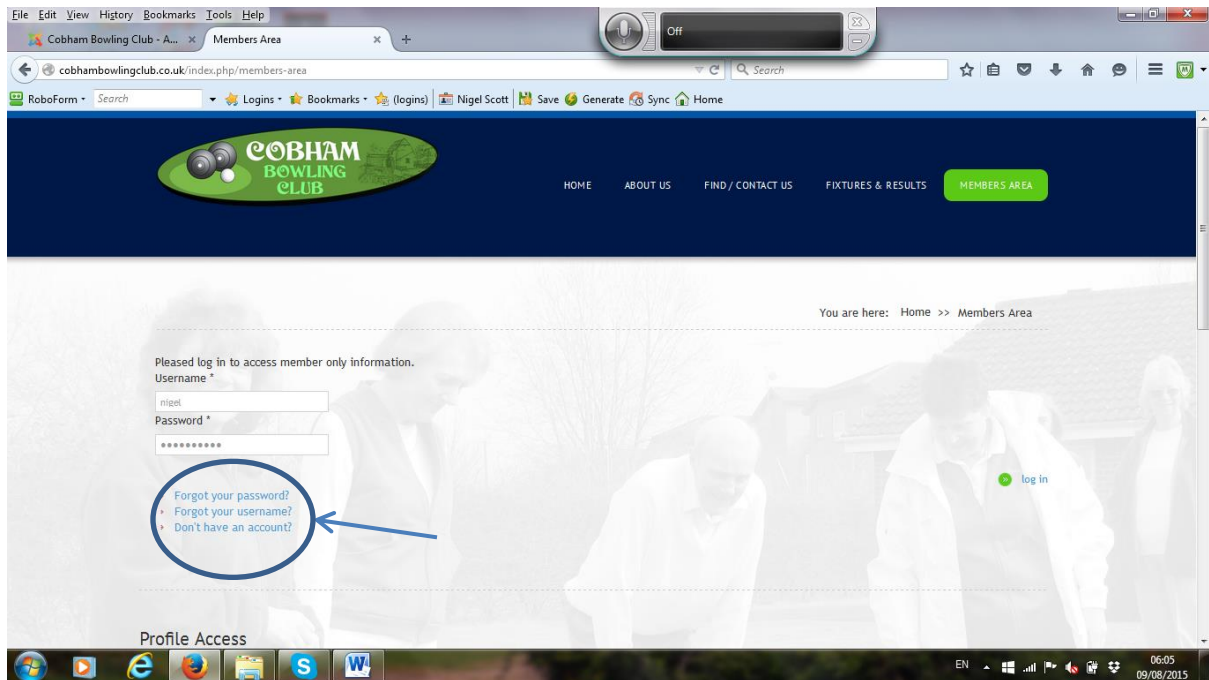 File Edit View History Bookmarks Tools Help
Off
Cobham Bowling Club - A... × Members Area × +
cobhambowlingclub.co.uk/index.php/members-area
Search
RoboForm Search Logins Bookmarks (logins) Nigel Scott Save Generate Sync Home
COBHAM
BOWLING
CLUB
HOME ABOUT US FIND / CONTACT US FIXTURES & RESULTS MEMBERS AREA
You are here: Home >> Members Area
Pleased log in to access member only information.
Username *
nigel
Password *
••••••••••
log in
Forgot your password?
Forgot your username?
Don't have an account?
Profile Access
S W
EN 06:05
09/08/2015